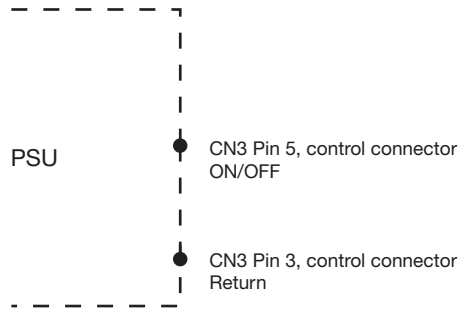 PSU
CN3 Pin 5, control connector
ON/OFF
CN3 Pin 3, control connector
Return